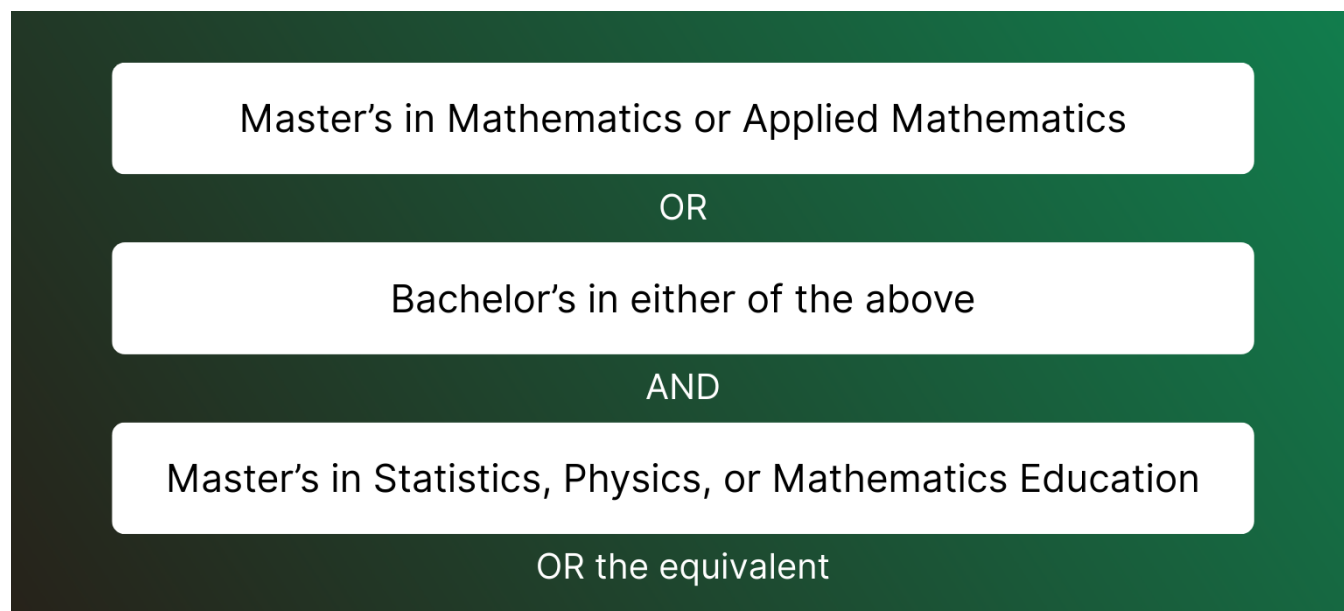 Master’s in Mathematics or Applied Mathematics
OR
Bachelor’s in either of the above
AND
Master’s in Statistics, Physics, or Mathematics Education
OR the equivalent